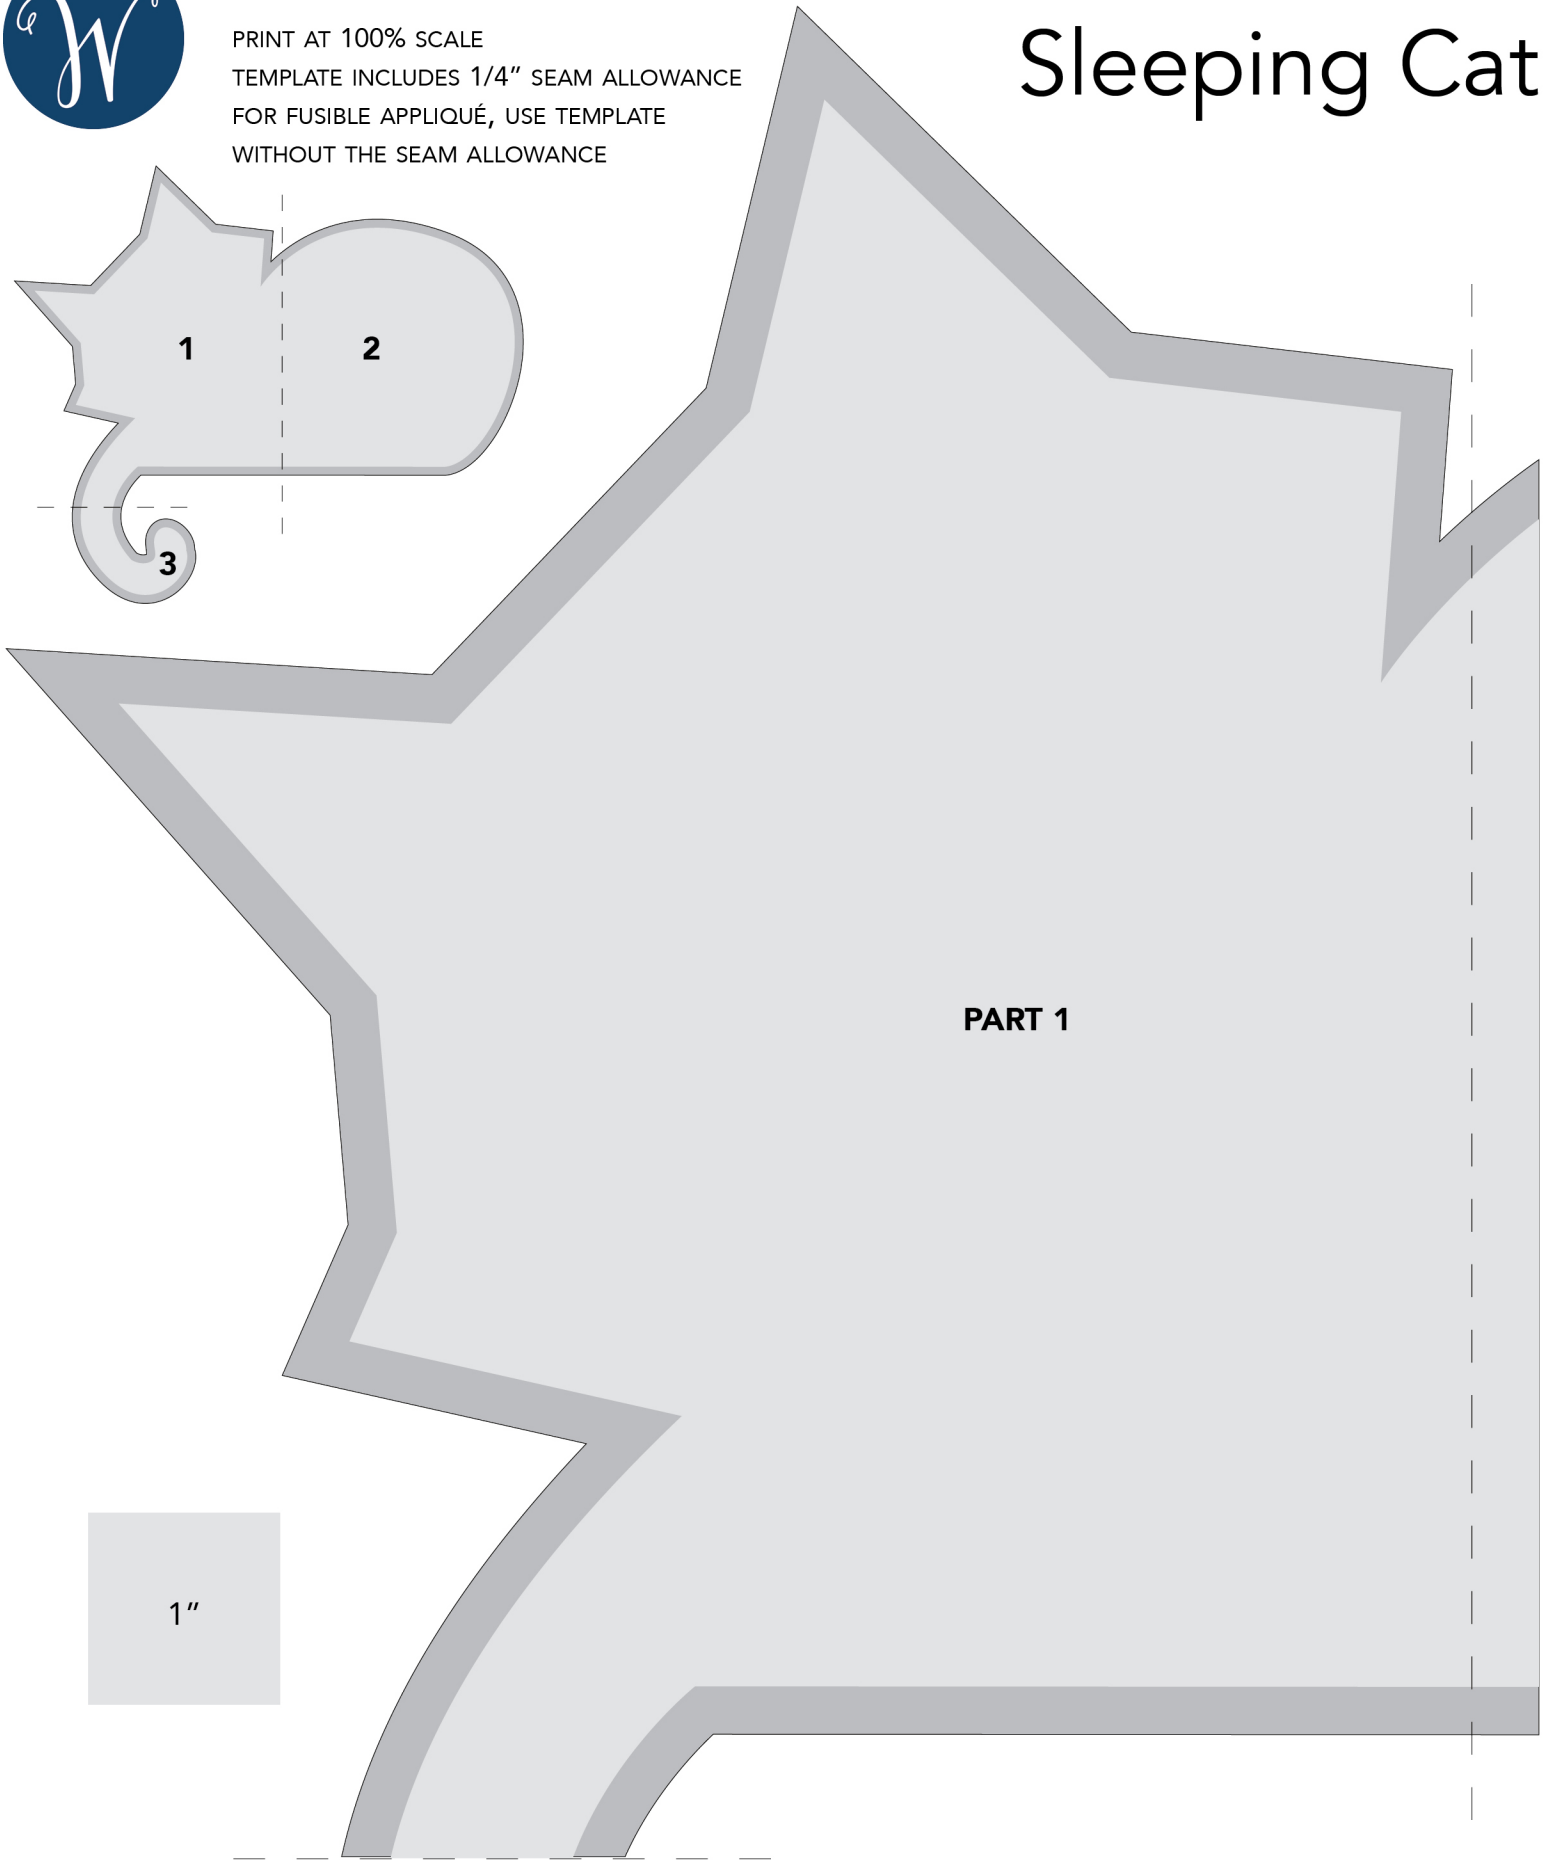 W
PRINT AT 100% SCALE
TEMPLATE INCLUDES 1/4” SEAM ALLOWANCE
FOR FUSIBLE APPLIQUÉ, USE TEMPLATE
WITHOUT THE SEAM ALLOWANCE
Sleeping Cat
1
2
3
PART 1
1”